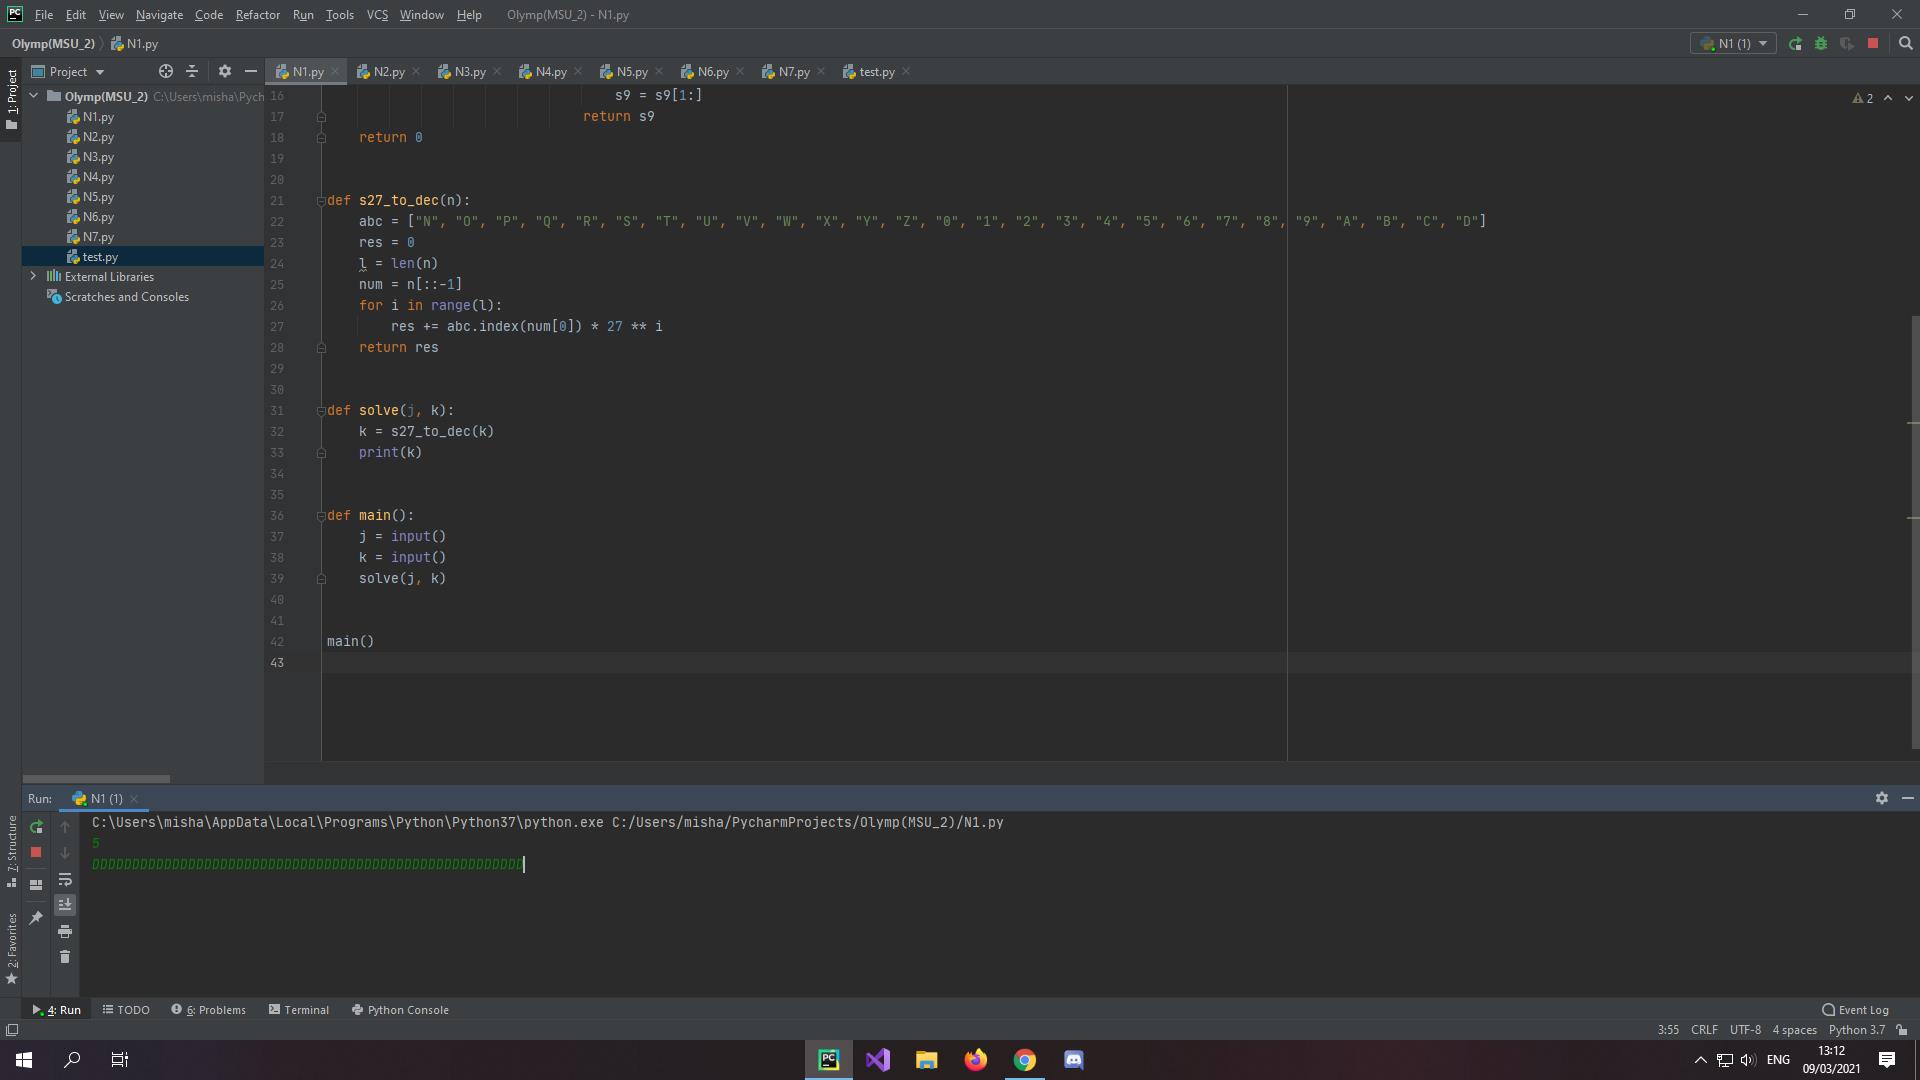 File Edit View Navigate Code Refactor Run Tools VCS Window Help Olymp(MSU_2) - N1.py
Olymp(MSU_2) N1.py N1 (1)
Project N1.py N2.py N3.py N4.py N5.py N6.py N7.py test.py
1: Project
Olymp(MSU_2) C:\Users\misha\Pych
N1.py
N2.py
N3.py
N4.py
N5.py
N6.py
N7.py
test.py
External Libraries
Scratches and Consoles
2
16 s9 = s9[1:]
17 return s9
18 return 0
19
20
21 def s27_to_dec(n):
22 abc = ["N", "O", "P", "Q", "R", "S", "T", "U", "V", "W", "X", "Y", "Z", "0", "1", "2", "3", "4", "5", "6", "7", "8", "9", "A", "B", "C", "D"]
23 res = 0
24 l = len(n)
25 num = n[::-1]
26 for i in range(l):
27 res += abc.index(num[0]) * 27 ** i
28 return res
29
30
31 def solve(j, k):
32 k = s27_to_dec(k)
33 print(k)
34
35
36 def main():
37 j = input()
38 k = input()
39 solve(j, k)
40
41
42 main()
43
Run: N1 (1)
C:\Users\misha\AppData\Local\Programs\Python\Python37\python.exe C:/Users/misha/PycharmProjects/Olymp(MSU_2)/N1.py
5
DDDDDDDDDDDDDDDDDDDDDDDDDDDDDDDDDDDDDDDDDDDDDDDDDDDDDD
7: Structure
2: Favorites
4: Run TODO 6: Problems Terminal Python Console Event Log
3:55 CRLF UTF-8 4 spaces Python 3.7
ENG 13:12
09/03/2021